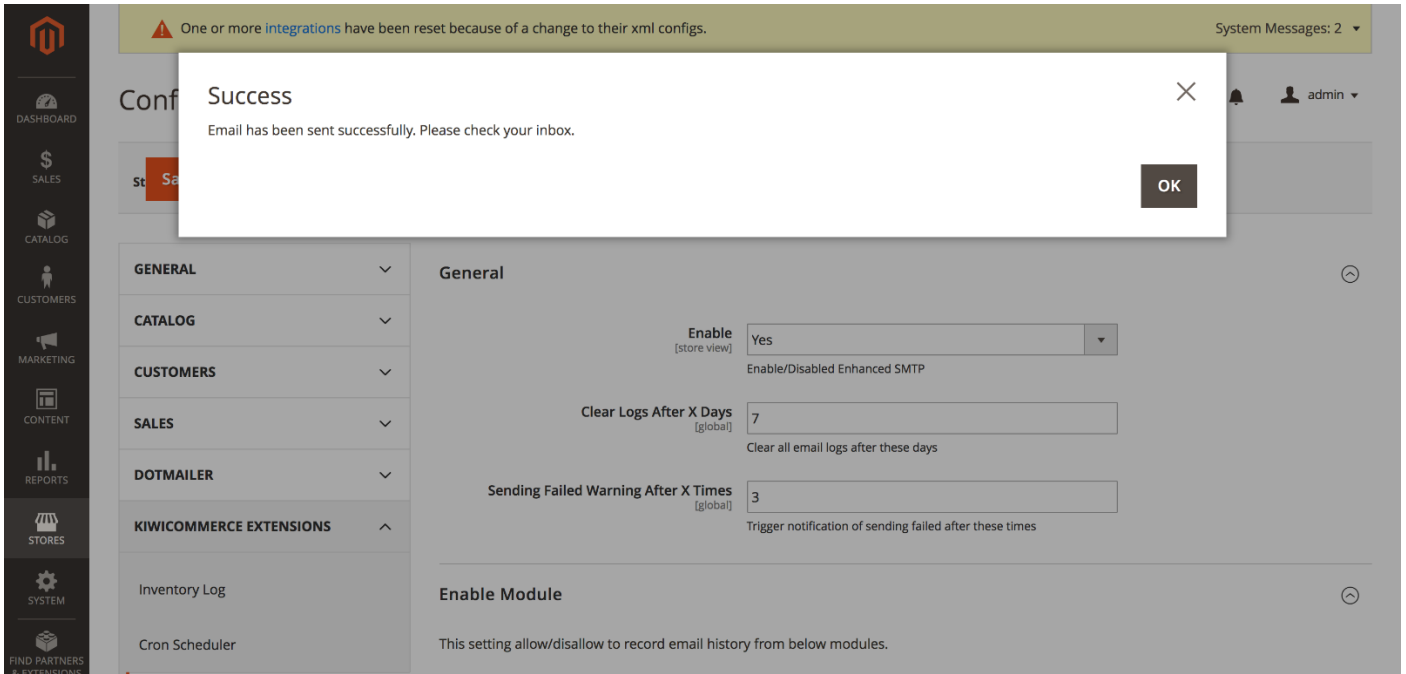 One or more integrations have been reset because of a change to their xml configs.
System Messages: 2
DASHBOARD
SALES
CATALOG
CUSTOMERS
MARKETING
CONTENT
REPORTS
STORES
SYSTEM
FIND PARTNERS
& EXTENSIONS
Conf
admin
Success
Email has been sent successfully. Please check your inbox.
OK
St
Sa
GENERAL
CATALOG
CUSTOMERS
SALES
DOTMAILER
KIWICOMMERCE EXTENSIONS
Inventory Log
Cron Scheduler
General
Enable
[store view]
Yes
Enable/Disabled Enhanced SMTP
Clear Logs After X Days
[global]
7
Clear all email logs after these days
Sending Failed Warning After X Times
[global]
3
Trigger notification of sending failed after these times
Enable Module
This setting allow/disallow to record email history from below modules.